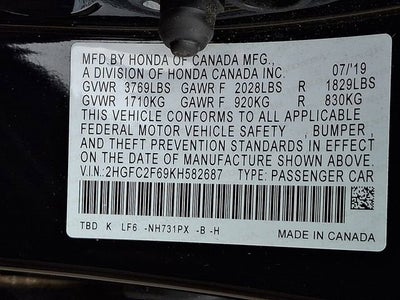 MFD BY HONDA OF CANADA MFG.,
A DIVISION OF HONDA CANADA INC. 07/'19
GVWR 3769LBS GAWR F 2028LBS R 1829LBS
GVWR 1710KG GAWR F 920KG R 830KG
THIS VEHICLE CONFORMS TO ALL APPLICABLE
FEDERAL MOTOR VEHICLE SAFETY , BUMPER ,
AND THEFT PREVENTION STANDARDS IN EFFECT
ON THE DATE OF MANUFACTURE SHOWN ABOVE.
V.I.N.: 2HGFC2F69KH582687 TYPE: PASSENGER CAR
TBD K LF6 -NH731PX -B -H MADE IN CANADA